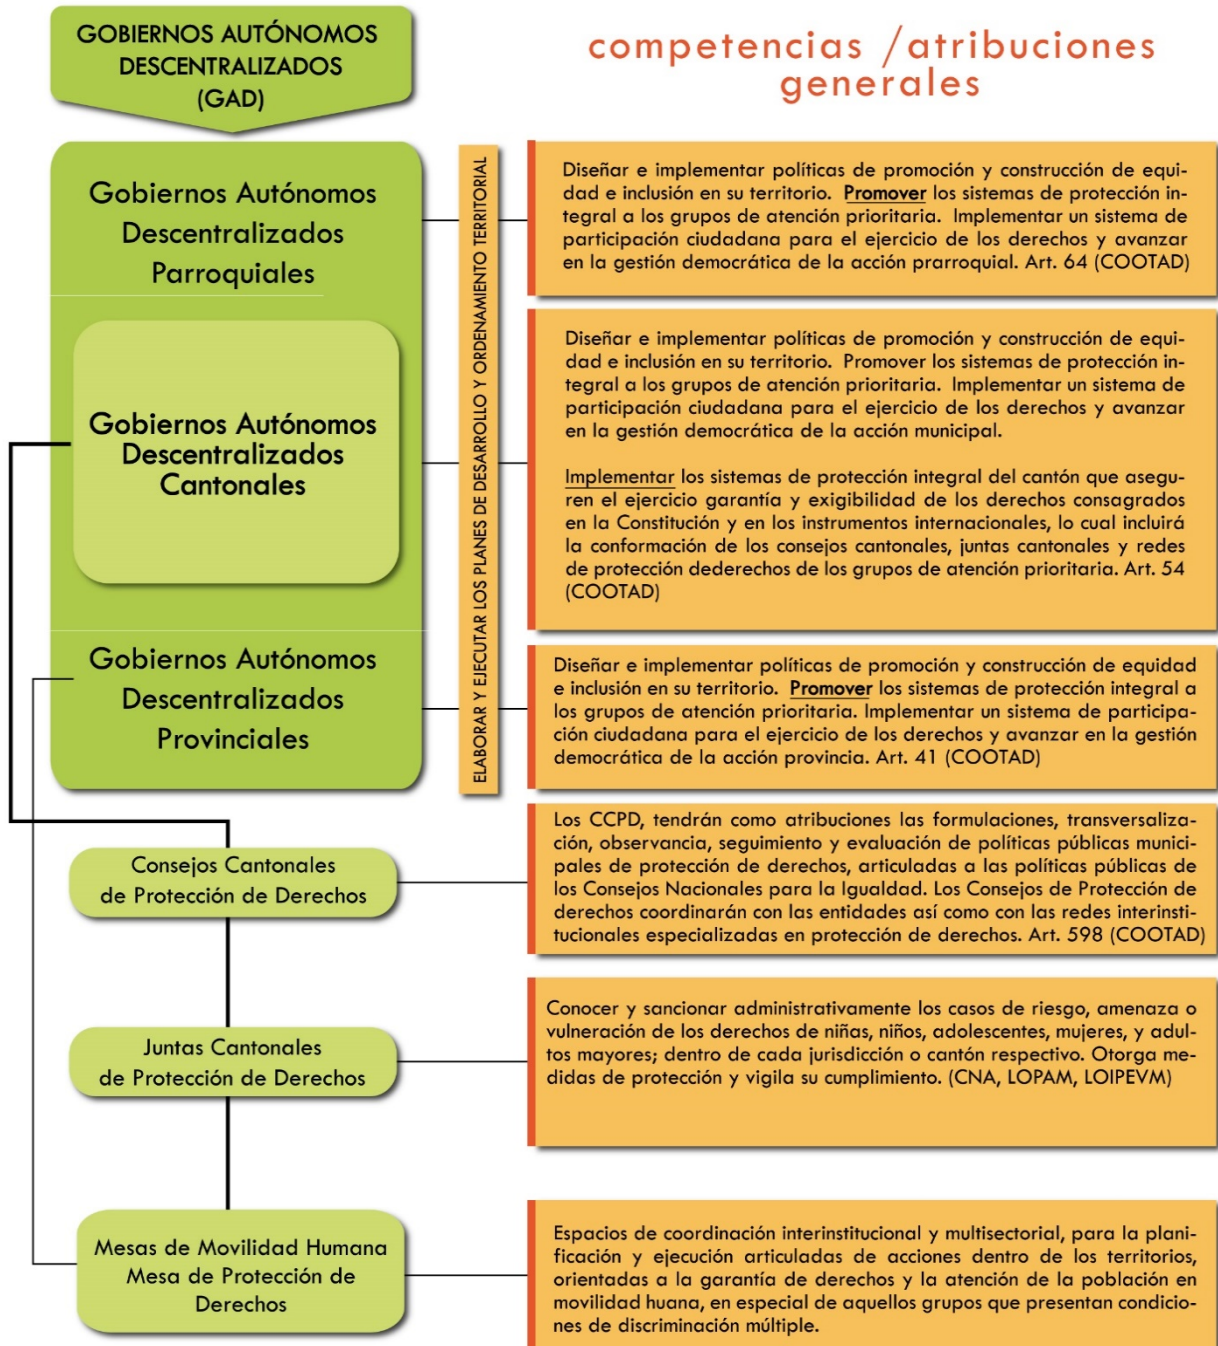 GOBIERNOS AUTÓNOMOS
DESCENTRALIZADOS
(GAD)
competencias /atribuciones
generales
Gobiernos Autónomos
Descentralizados
Parroquiales
Gobiernos Autónomos
Descentralizados
Cantonales
Gobiernos Autónomos
Descentralizados
Provinciales
ELABORAR Y EJECUTAR LOS PLANES DE DESARROLLO Y ORDENAMIENTO TERRITORIAL
Diseñar e implementar políticas de promoción y construcción de equi-
dad e inclusión en su territorio. Promover los sistemas de protección in-
tegral a los grupos de atención prioritaria. Implementar un sistema de
participación ciudadana para el ejercicio de los derechos y avanzar
en la gestión democrática de la acción prarroquial. Art. 64 (COOTAD)
Diseñar e implementar políticas de promoción y construcción de equi-
dad e inclusión en su territorio. Promover los sistemas de protección in-
tegral a los grupos de atención prioritaria. Implementar un sistema de
participación ciudadana para el ejercicio de los derechos y avanzar
en la gestión democrática de la acción municipal.
Implementar los sistemas de protección integral del cantón que asegu-
ren el ejercicio garantía y exigibilidad de los derechos consagrados
en la Constitución y en los instrumentos internacionales, lo cual incluirá
la conformación de los consejos cantonales, juntas cantonales y redes
de protección dederechos de los grupos de atención prioritaria. Art. 54
(COOTAD)
Diseñar e implementar políticas de promoción y construcción de equidad
e inclusión en su territorio. Promover los sistemas de protección integral a
los grupos de atención prioritaria. Implementar un sistema de participa-
ción ciudadana para el ejercicio de los derechos y avanzar en la gestión
democrática de la acción provincia. Art. 41 (COOTAD)
Consejos Cantonales
de Protección de Derechos
Los CCPD, tendrán como atribuciones las formulaciones, transversaliza-
ción, observancia, seguimiento y evaluación de políticas públicas munici-
pales de protección de derechos, articuladas a las políticas públicas de
los Consejos Nacionales para la Igualdad. Los Consejos de Protección de
derechos coordinarán con las entidades así como con las redes interinsti-
tucionales especializadas en protección de derechos. Art. 598 (COOTAD)
Juntas Cantonales
de Protección de Derechos
Conocer y sancionar administrativamente los casos de riesgo, amenaza o
vulneración de los derechos de niñas, niños, adolescentes, mujeres, y adul-
tos mayores; dentro de cada jurisdicción o cantón respectivo. Otorga me-
didas de protección y vigila su cumplimiento. (CNA, LOPAM, LOIPEVM)
Mesas de Movilidad Humana
Mesa de Protección de
Derechos
Espacios de coordinación interinstitucional y multisectorial, para la plani-
ficación y ejecución articuladas de acciones dentro de los territorios,
orientadas a la garantía de derechos y la atención de la población en
movilidad huana, en especial de aquellos grupos que presentan condicio-
nes de discriminación múltiple.